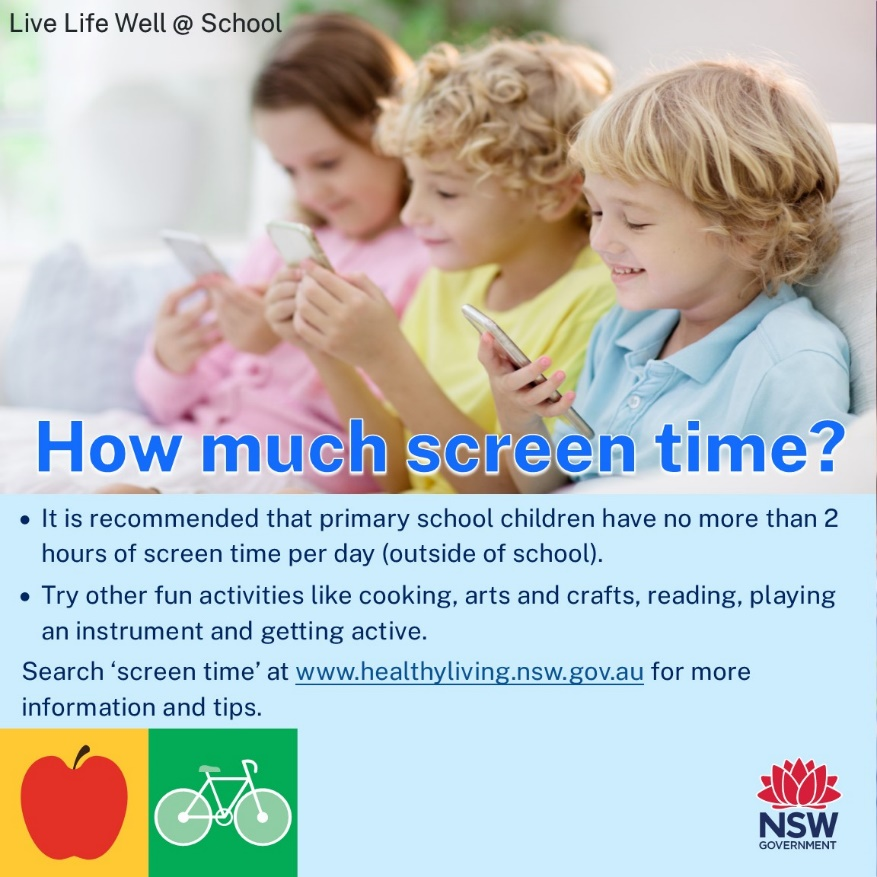 Live Life Well @ School
How much screen time?
• It is recommended that primary school children have no more than 2
hours of screen time per day (outside of school).
• Try other fun activities like cooking, arts and crafts, reading, playing
an instrument and getting active.
Search ‘screen time’ at www.healthyliving.nsw.gov.au for more
information and tips.
NSW
GOVERNMENT